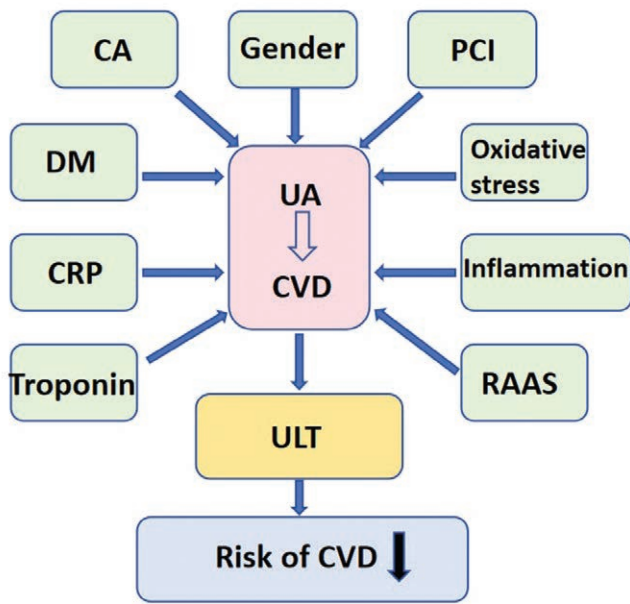 CA
Gender
PCI
DM
Oxidative
stress
UA
CVD
CRP
Inflammation
Troponin
RAAS
ULT
Risk of CVD